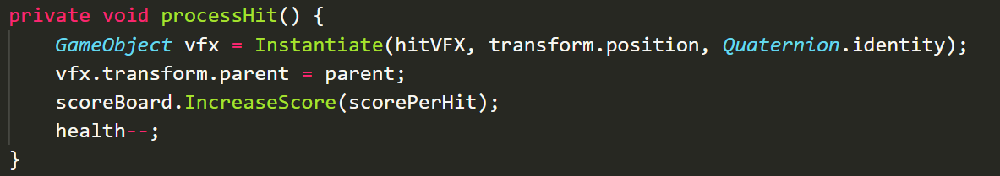 private void processHit() {
    GameObject vfx = Instantiate(hitVFX, transform.position, Quaternion.identity);
    vfx.transform.parent = parent;
    scoreBoard.IncreaseScore(scorePerHit);
    health--;
}